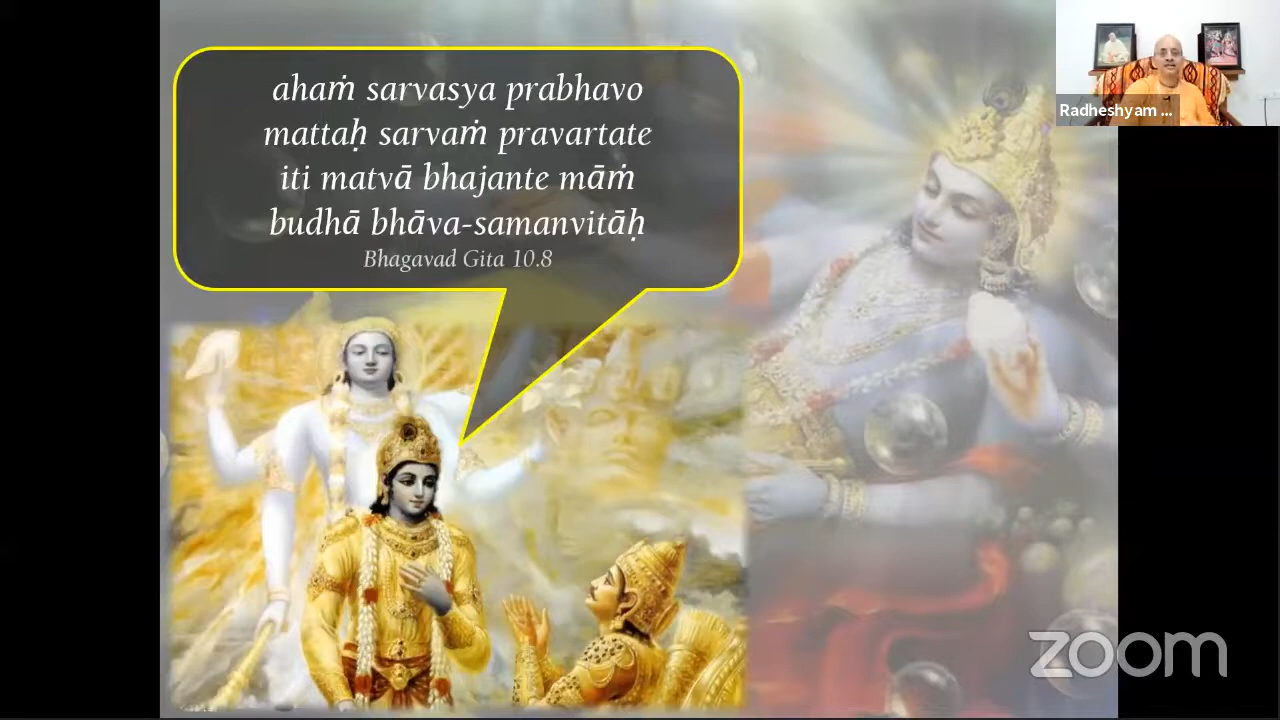 ahaṁ sarvasya prabhavo
mattaḥ sarvaṁ pravartate
iti matvā bhajante māṁ
budhā bhāva-samanvitāḥ
Bhagavad Gita 10.8
Radheshyam ...
zoom